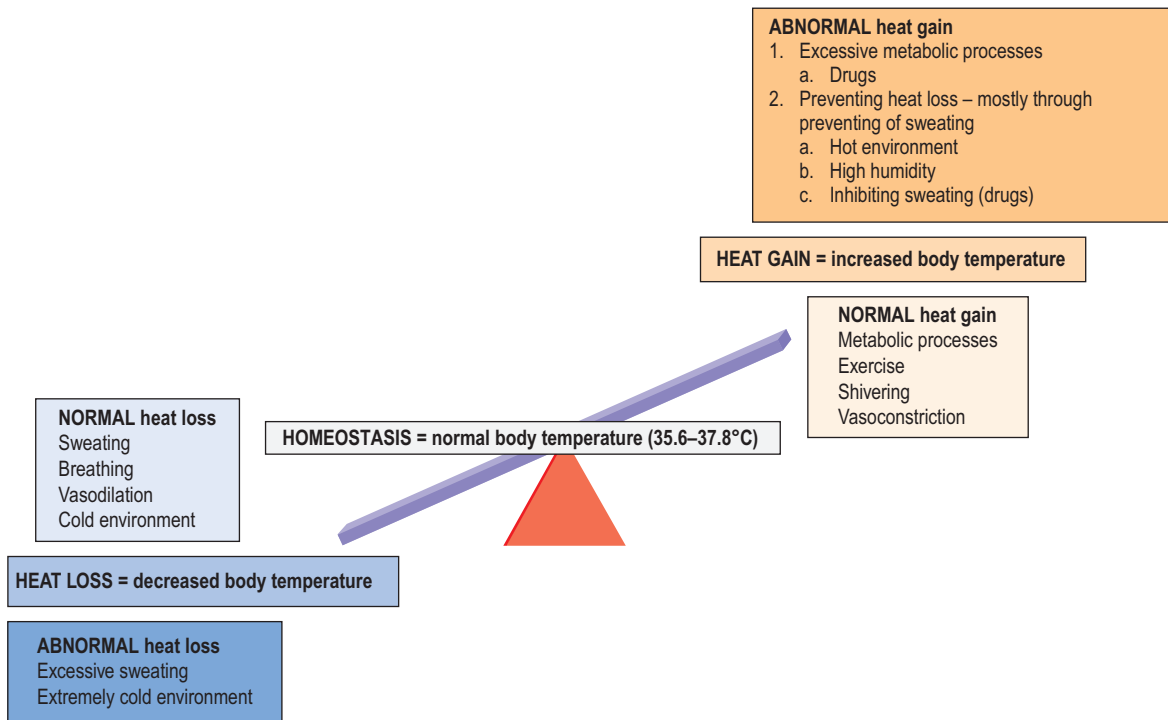 ABNORMAL heat gain
1. Excessive metabolic processes
a. Drugs
2. Preventing heat loss – mostly through
preventing of sweating
a. Hot environment
b. High humidity
c. Inhibiting sweating (drugs)
HEAT GAIN = increased body temperature
NORMAL heat gain
Metabolic processes
Exercise
Shivering
Vasoconstriction
HOMEOSTASIS = normal body temperature (35.6–37.8°C)
NORMAL heat loss
Sweating
Breathing
Vasodilation
Cold environment
HEAT LOSS = decreased body temperature
ABNORMAL heat loss
Excessive sweating
Extremely cold environment